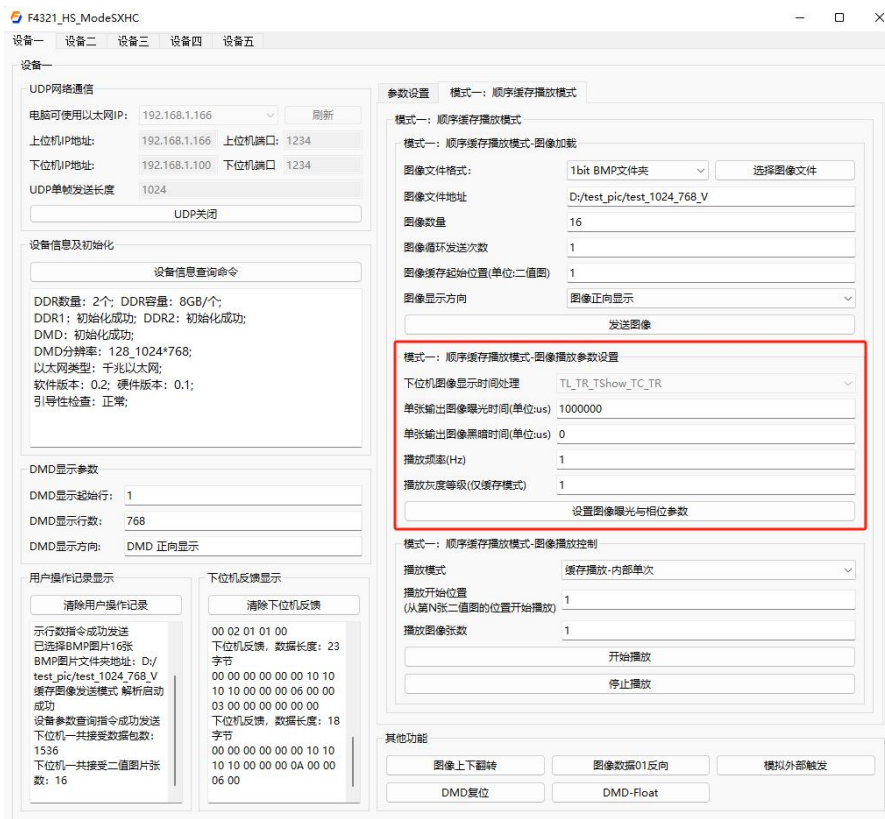 F4321_HS_ModeSXHC
设备一 设备二 设备三 设备四 设备五
设备一
UDP网络通信
电脑可使用以太网IP: 192.168.1.166 刷新
上位机IP地址: 192.168.1.166 上位机端口: 1234
下位机IP地址: 192.168.1.100 下位机端口 1234
UDP单帧发送长度 1024
UDP关闭
设备信息及初始化
设备信息查询命令
DDR数量: 2个; DDR容量: 8GB/个;
DDR1: 初始化成功; DDR2: 初始化成功;
DMD: 初始化成功;
DMD分辨率: 128_1024*768;
以太网类型: 千兆以太网;
软件版本: 0.2; 硬件版本: 0.1;
引导性检查: 正常;
DMD显示参数
DMD显示起始行: 1
DMD显示行数: 768
DMD显示方向: DMD 正向显示
用户操作记录显示
清除用户操作记录
示行数指令成功发送
已选择BMP图片16张
BMP图片文件夹地址: D:/
test_pic/test_1024_768_V
缓存图像发送模式 解析启动
成功
设备参数查询指令成功发送
下位机一共接受数据包数:
1536
下位机一共接受二值图片张
数: 16
下位机反馈显示
清除下位机反馈
00 02 01 01 00
下位机反馈, 数据长度: 23
字节
00 00 00 00 00 00 10 10
10 10 00 00 00 06 00 00
03 00 00 00 00 00 00
下位机反馈, 数据长度: 18
字节
00 00 00 00 00 00 10 10
10 10 00 00 00 0A 00 00
06 00
参数设置 模式一: 顺序缓存播放模式
模式一: 顺序缓存播放模式
模式一: 顺序缓存播放模式-图像加载
图像文件格式: 1bit BMP文件夹 选择图像文件
图像文件地址 D:/test_pic/test_1024_768_V
图像数量 16
图像循环发送次数 1
图像缓存起始位置(单位:二值图) 1
图像显示方向 图像正向显示
发送图像
模式一: 顺序缓存播放模式-图像播放参数设置
下位机图像显示时间处理 TL_TR_TShow_TC_TR
单张输出图像曝光时间(单位:us) 1000000
单张输出图像黑暗时间(单位:us) 0
播放频率(Hz) 1
播放灰度等级(仅缓存模式) 1
设置图像曝光与相位参数
模式一: 顺序缓存播放模式-图像播放控制
播放模式 缓存播放-内部单次
播放开始位置
(从第N张二值图的位置开始播放) 1
播放图像张数 1
开始播放
停止播放
其他功能
图像上下翻转 图像数据01反向 模拟外部触发
DMD复位 DMD-Float